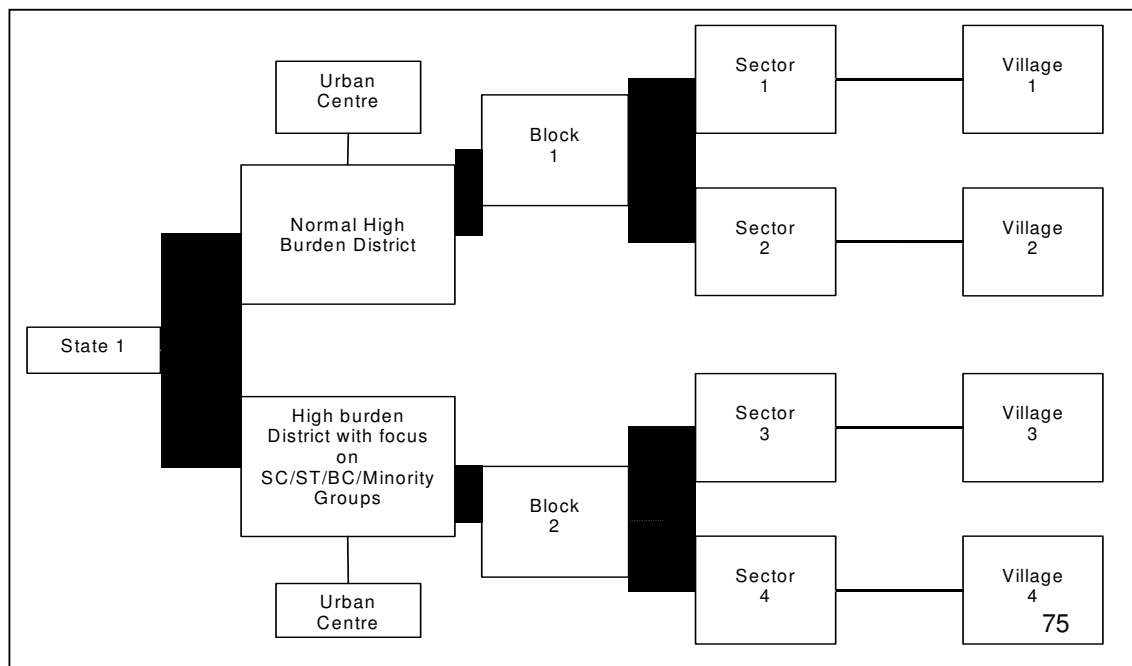 Urban
Centre
Normal High
Burden District
Block
1
Sector
1
Village
1
Sector
2
Village
2
State 1
High burden
District with focus
on
SC/ST/BC/Minority
Groups
Urban
Centre
Block
2
Sector
3
Village
3
Sector
4
Village
4
75